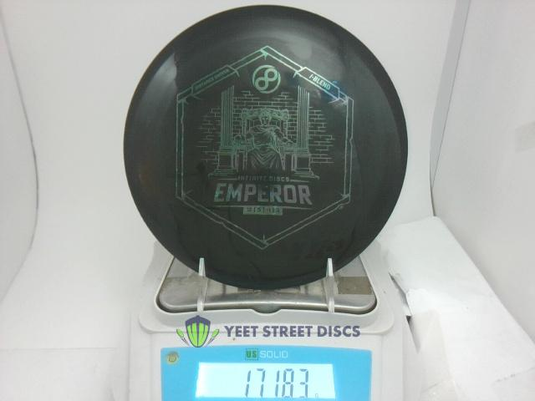 I-BLEND
INFINITE DISCS
EMPEROR
YEET STREET DISCS
US SOLID
171.83